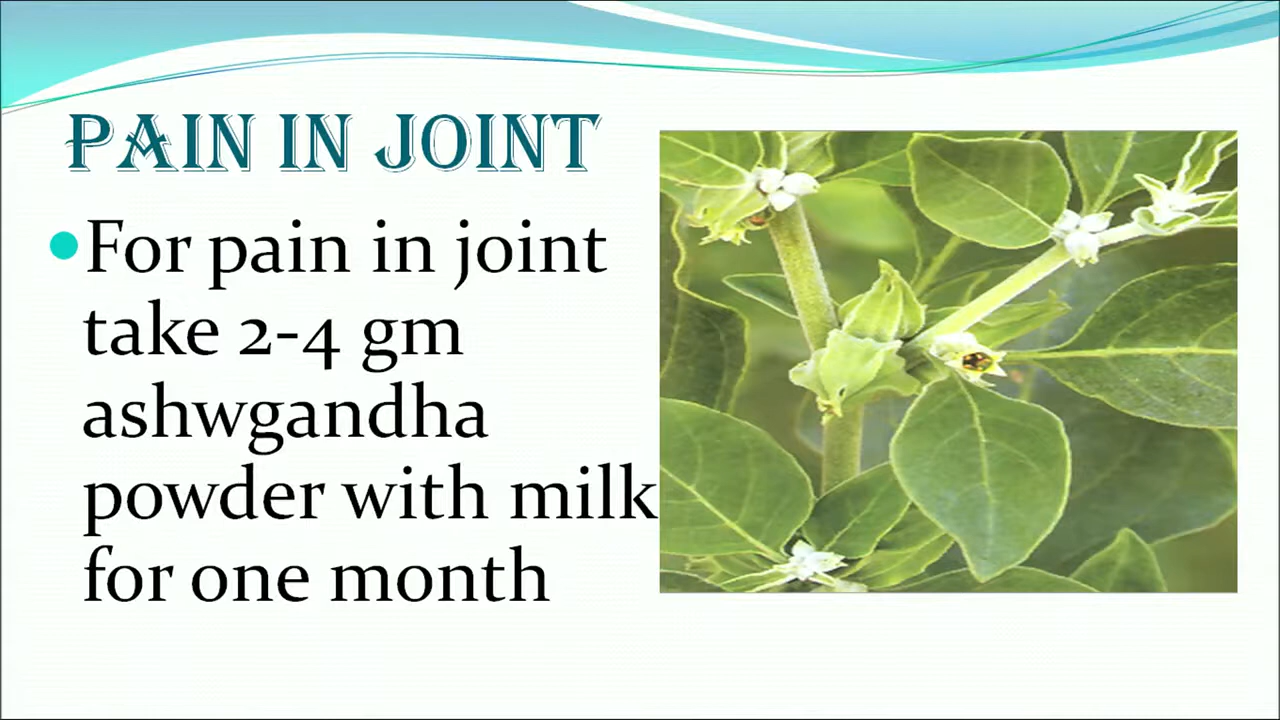 PAIN IN JOINT
•For pain in joint
take 2-4 gm
ashwgandha
powder with milk
for one month